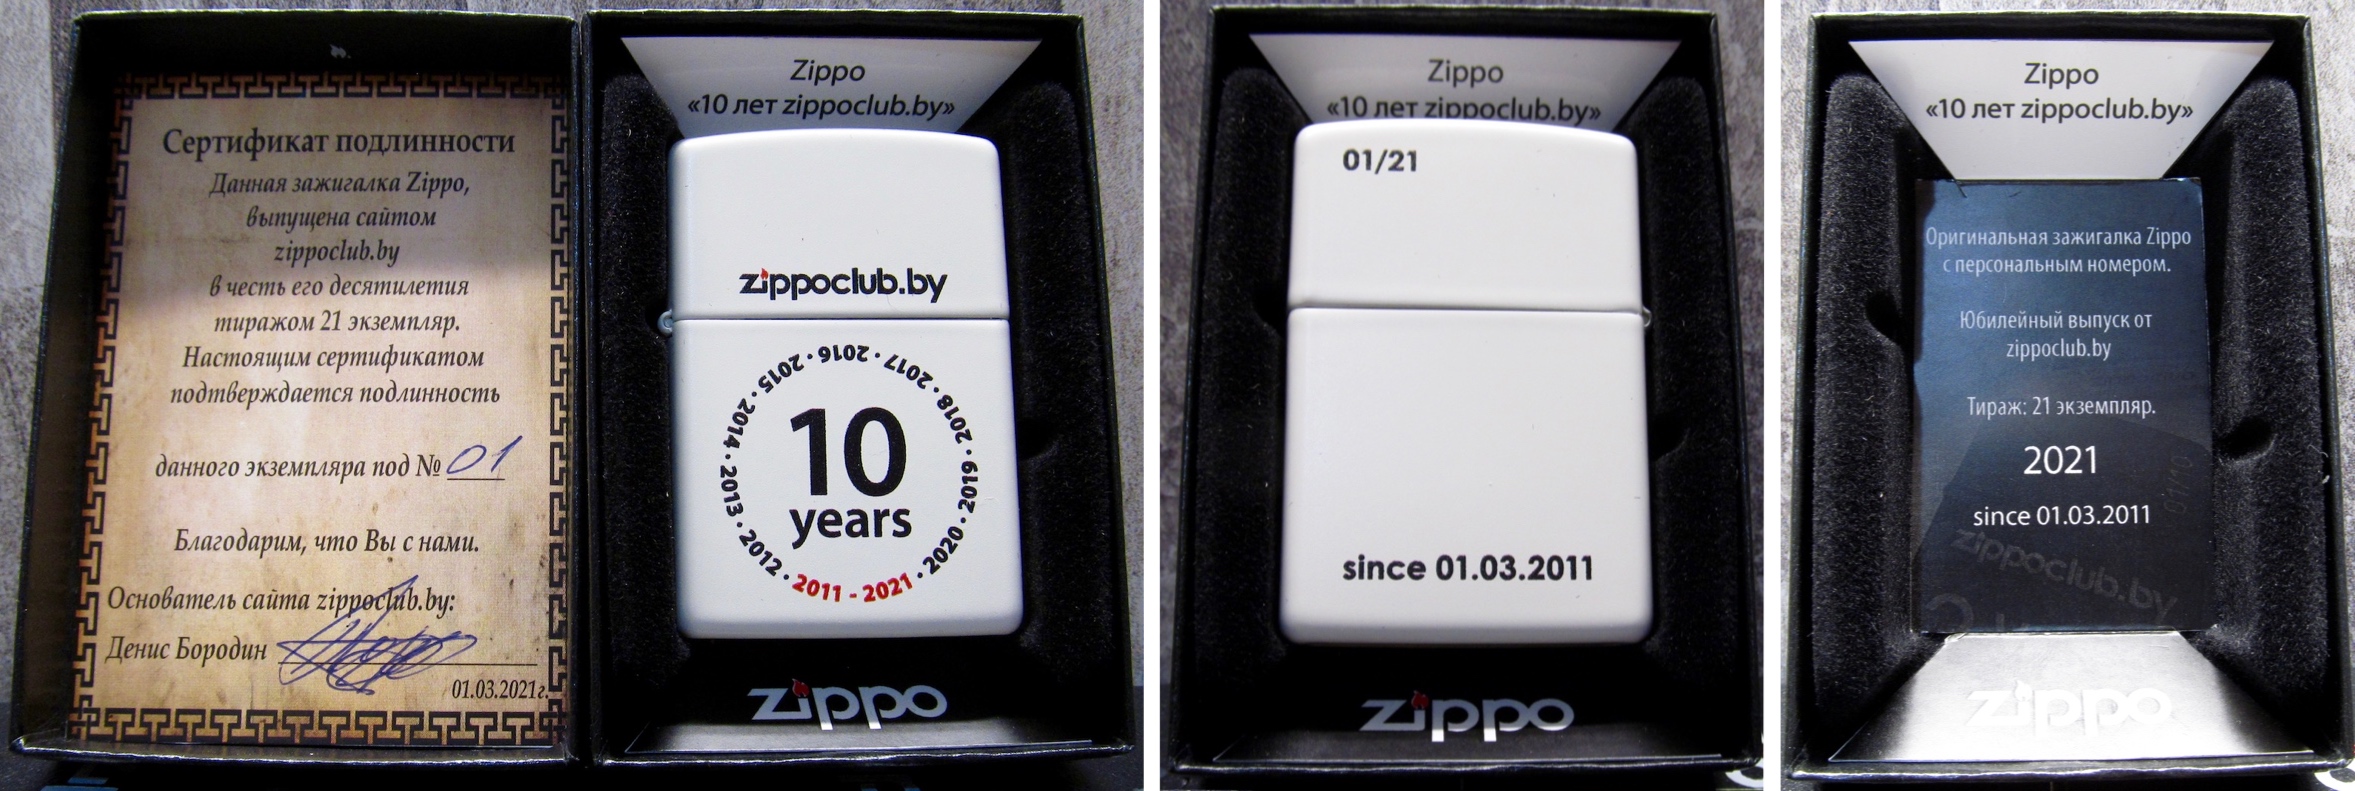 Сертификат подлинности
Данная зажигалка Zippo,
выпущена сайтом
zippoclub.by
в честь его десятилетия
тиражом 21 экземпляр.
Настоящим сертификатом
подтверждается подлинность
данного экземпляра под № 01
Благодарим, что Вы с нами.
Основатель сайта zippoclub.by:
Денис Бородин
01.03.2021г.
Zippo
«10 лет zippoclub.by»
zippoclub.by
10
years
2011 - 2021 · 2012 · 2013 · 2014 · 2015 · 2016 · 2017 · 2018 · 2019 · 2020 ·
zippo
Zippo
«10 лет zippoclub.by»
01/21
since 01.03.2011
zippo
Zippo
«10 лет zippoclub.by»
Оригинальная зажигалка Zippo
с персональным номером.
Юбилейный выпуск от
zippoclub.by
Тираж: 21 экземпляр.
2021
since 01.03.2011
zippoclub.by
zippo